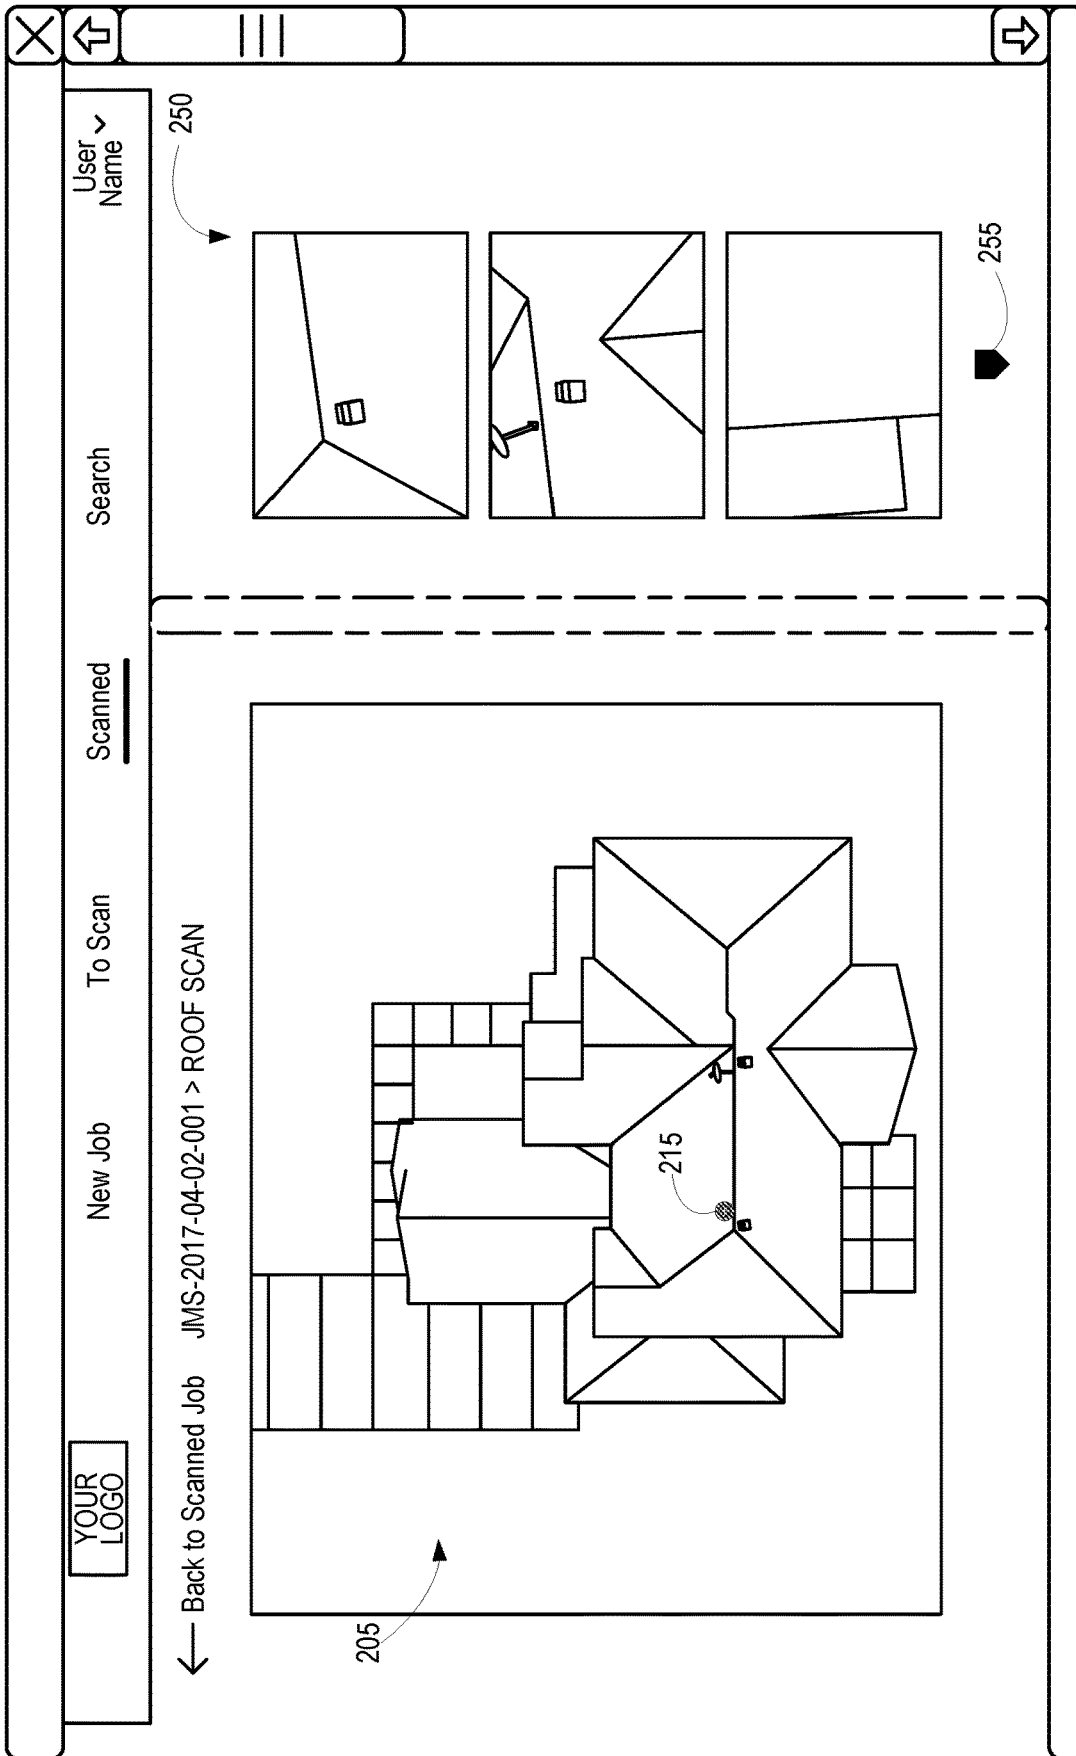 YOUR
LOGO
New Job
To Scan
Scanned
Search
User
Name
Back to Scanned Job
JMS-2017-04-02-001 > ROOF SCAN
250
205
215
255